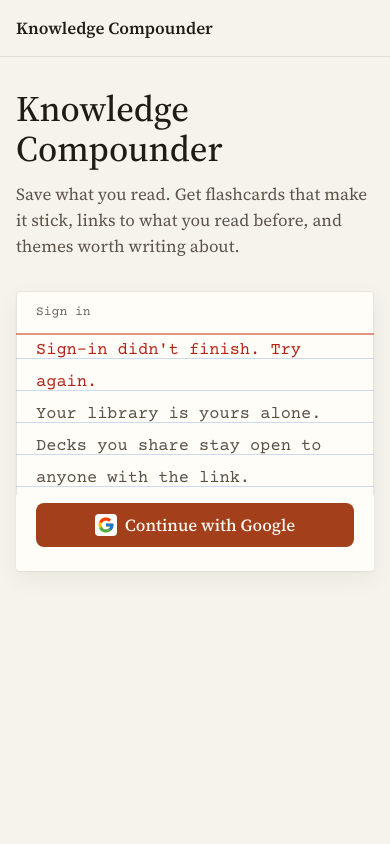 Knowledge Compounder
Knowledge
Compounder
Save what you read. Get flashcards that make
it stick, links to what you read before, and
themes worth writing about.
Sign in
Sign-in didn't finish. Try
again.
Your library is yours alone.
Decks you share stay open to
anyone with the link.
Continue with Google